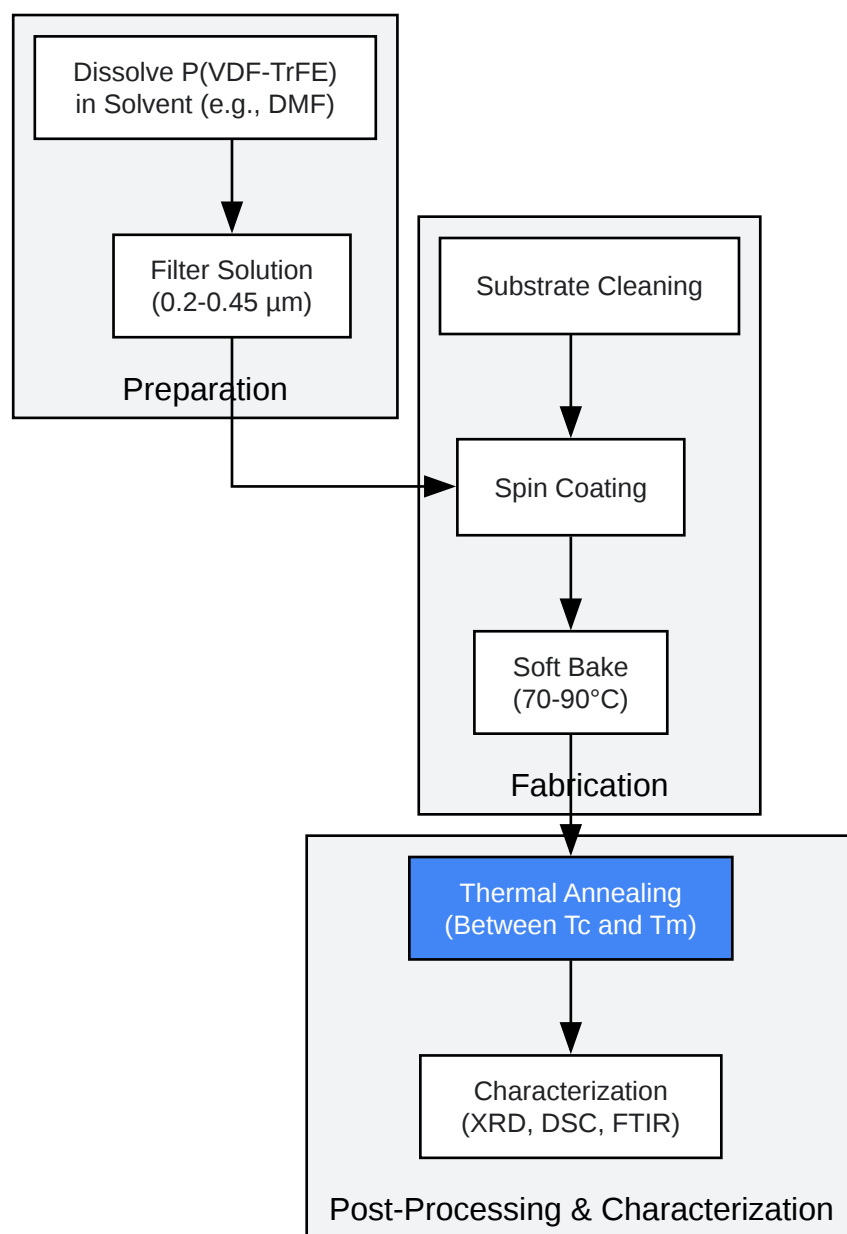 Dissolve P(VDF-TrFE)
in Solvent (e.g., DMF)
Filter Solution
(0.2-0.45 µm)
Preparation
Substrate Cleaning
Spin Coating
Soft Bake
(70-90°C)
Fabrication
Thermal Annealing
(Between Tc and Tm)
Characterization
(XRD, DSC, FTIR)
Post-Processing & Characterization